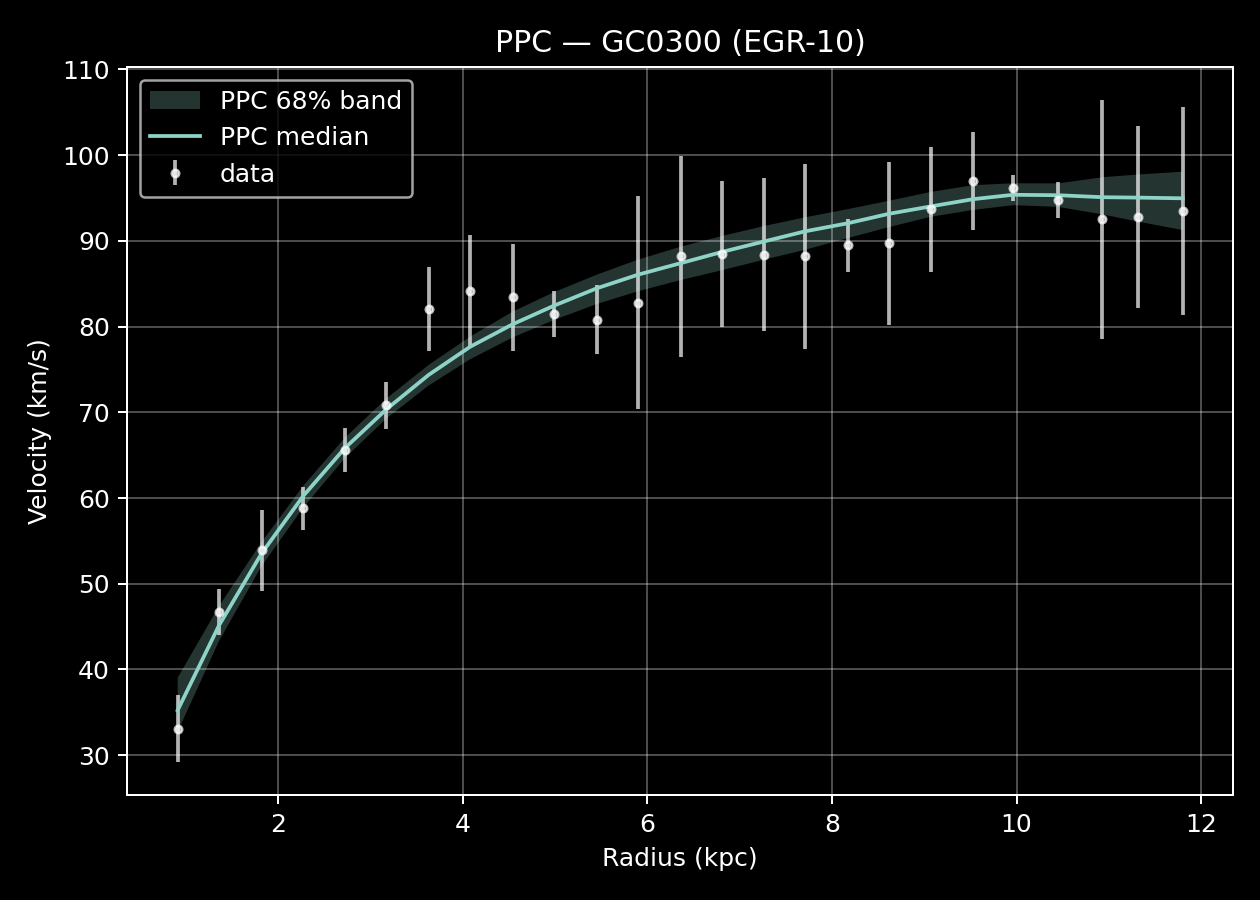 PPC — GC0300 (EGR-10)
PPC 68% band
PPC median
data
Velocity (km/s)
110
100
90
80
70
60
50
40
30
2 4 6 8 10 12
Radius (kpc)